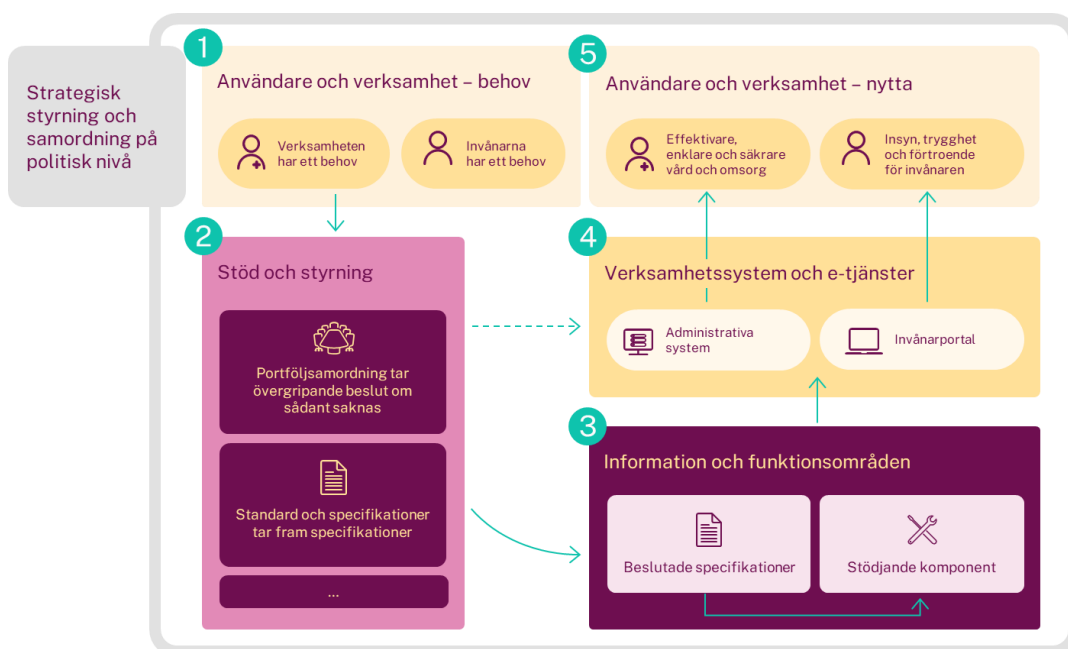 Strategisk
styrning och
samordning på
politisk nivå
1
Användare och verksamhet – behov
Verksamheten
har ett behov
Invånarna
har ett behov
2
Stöd och styrning
Portföljsamordning tar
övergripande beslut om
sådant saknas
Standard och specifikationer
tar fram specifikationer
...
3
Information och funktionsområden
Beslutade specifikationer
Stödjande komponent
4
Verksamhetssystem och e-tjänster
Administrativa
system
Invånarportal
5
Användare och verksamhet – nytta
Effektivare,
enklare och säkrare
vård och omsorg
Insyn, trygghet
och förtroende
för invånaren